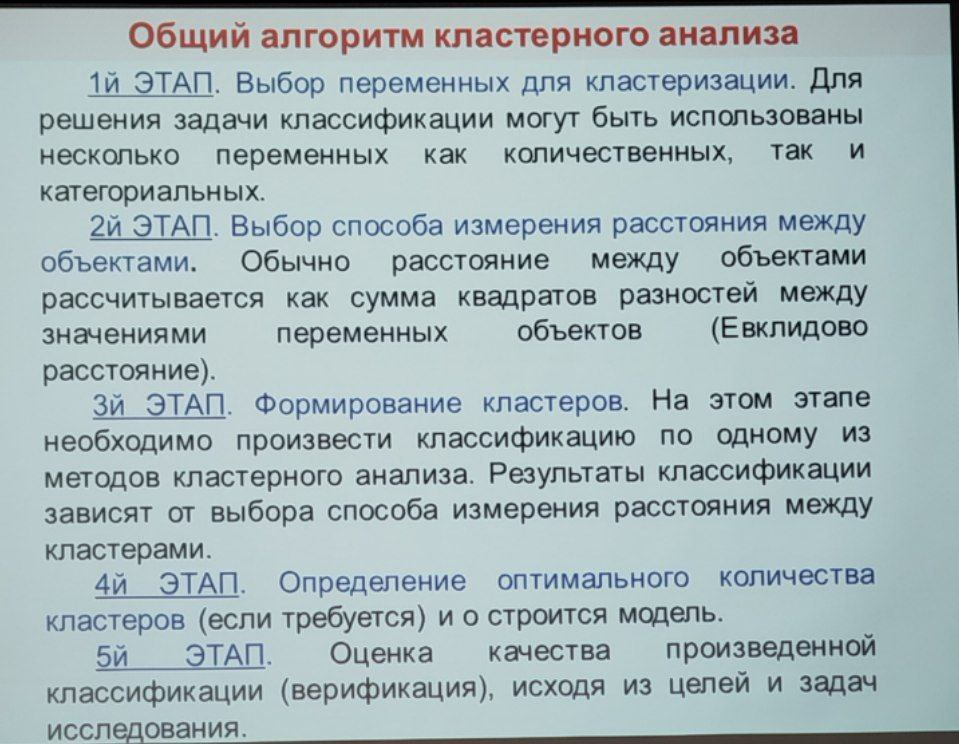 Общий алгоритм кластерного анализа
1й ЭТАП. Выбор переменных для кластеризации. Для
решения задачи классификации могут быть использованы
несколько переменных как количественных, так и
категориальных.
2й ЭТАП. Выбор способа измерения расстояния между
объектами. Обычно расстояние между объектами
рассчитывается как сумма квадратов разностей между
значениями переменных объектов (Евклидово
расстояние).
3й ЭТАП. Формирование кластеров. На этом этапе
необходимо произвести классификацию по одному из
методов кластерного анализа. Результаты классификации
зависят от выбора способа измерения расстояния между
кластерами.
4й ЭТАП. Определение оптимального количества
кластеров (если требуется) и о строится модель.
5й ЭТАП. Оценка качества произведенной
классификации (верификация), исходя из целей и задач
исследования.